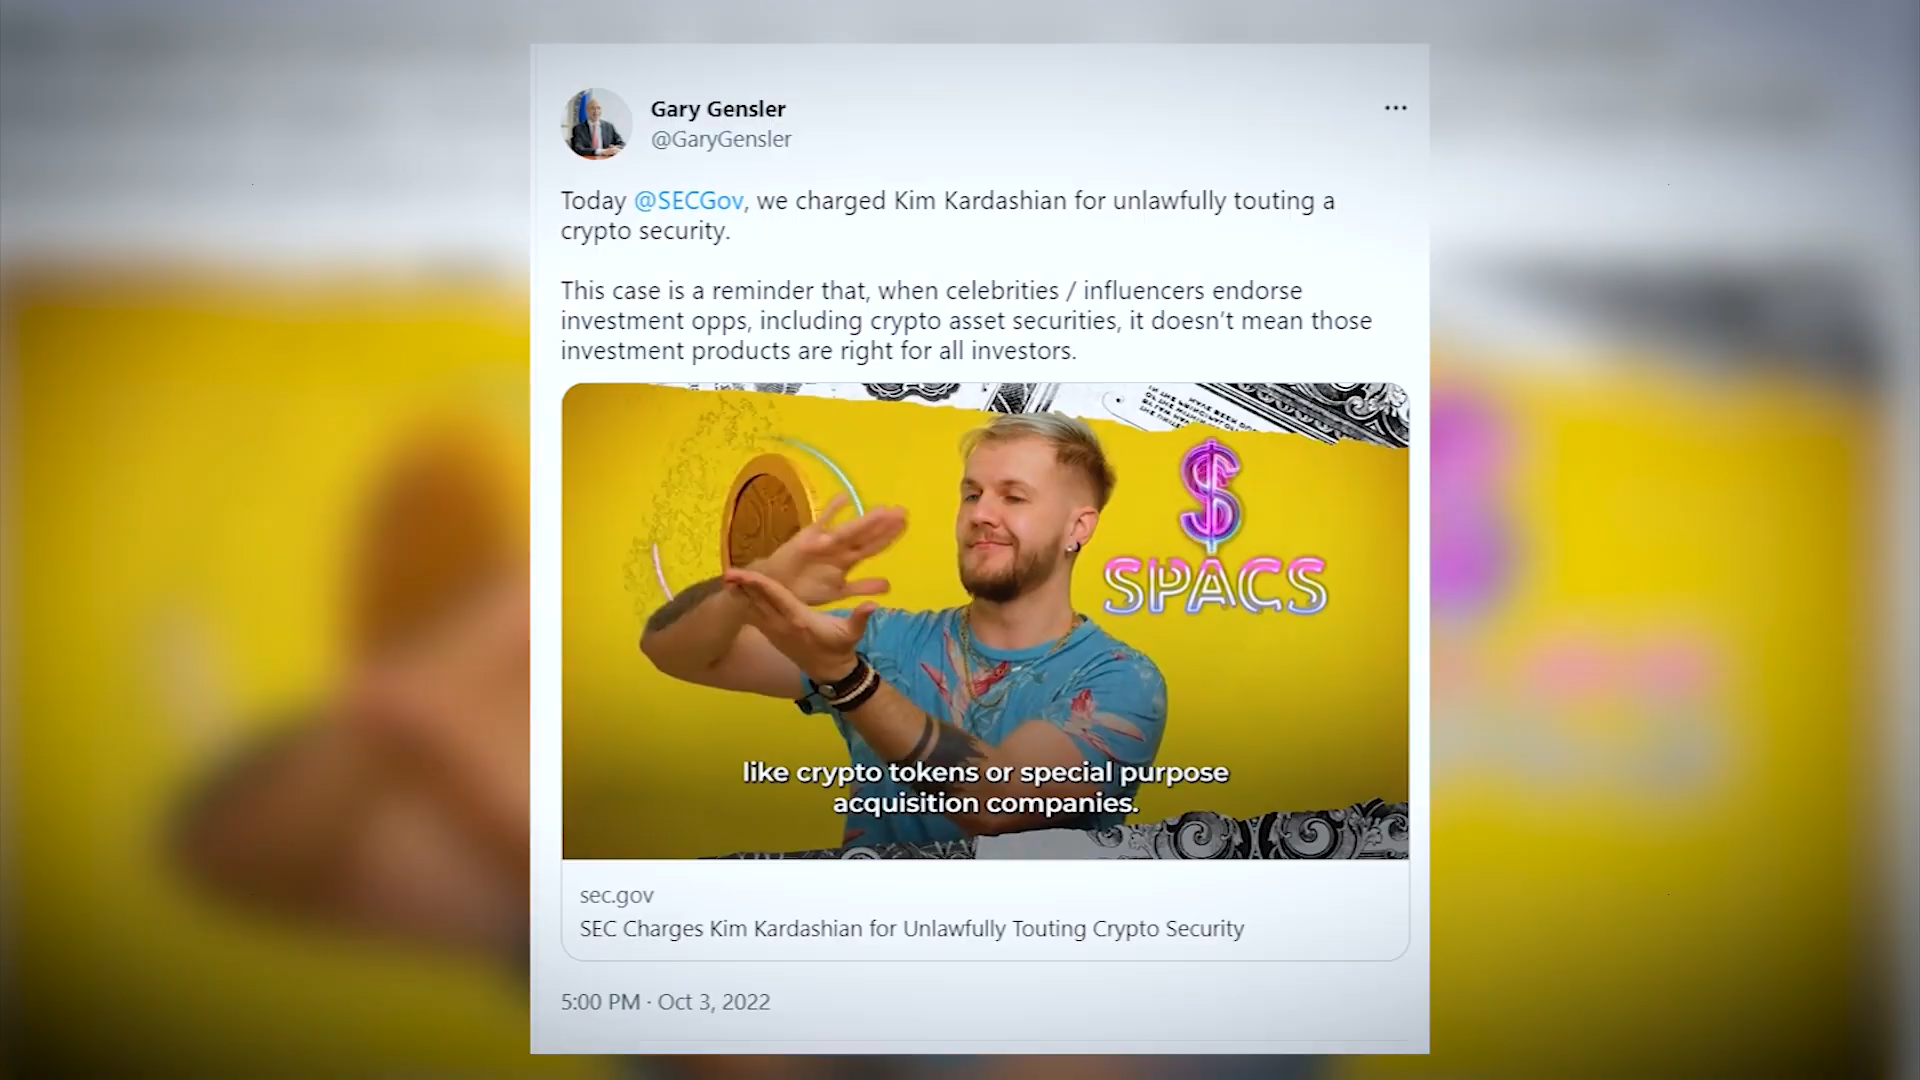 Gary Gensler
@GaryGensler
Today @SECGov, we charged Kim Kardashian for unlawfully touting a
crypto security.
This case is a reminder that, when celebrities / influencers endorse
investment opps, including crypto asset securities, it doesn’t mean those
investment products are right for all investors.
$
SPACS
like crypto tokens or special purpose
acquisition companies.
sec.gov
SEC Charges Kim Kardashian for Unlawfully Touting Crypto Security
5:00 PM · Oct 3, 2022